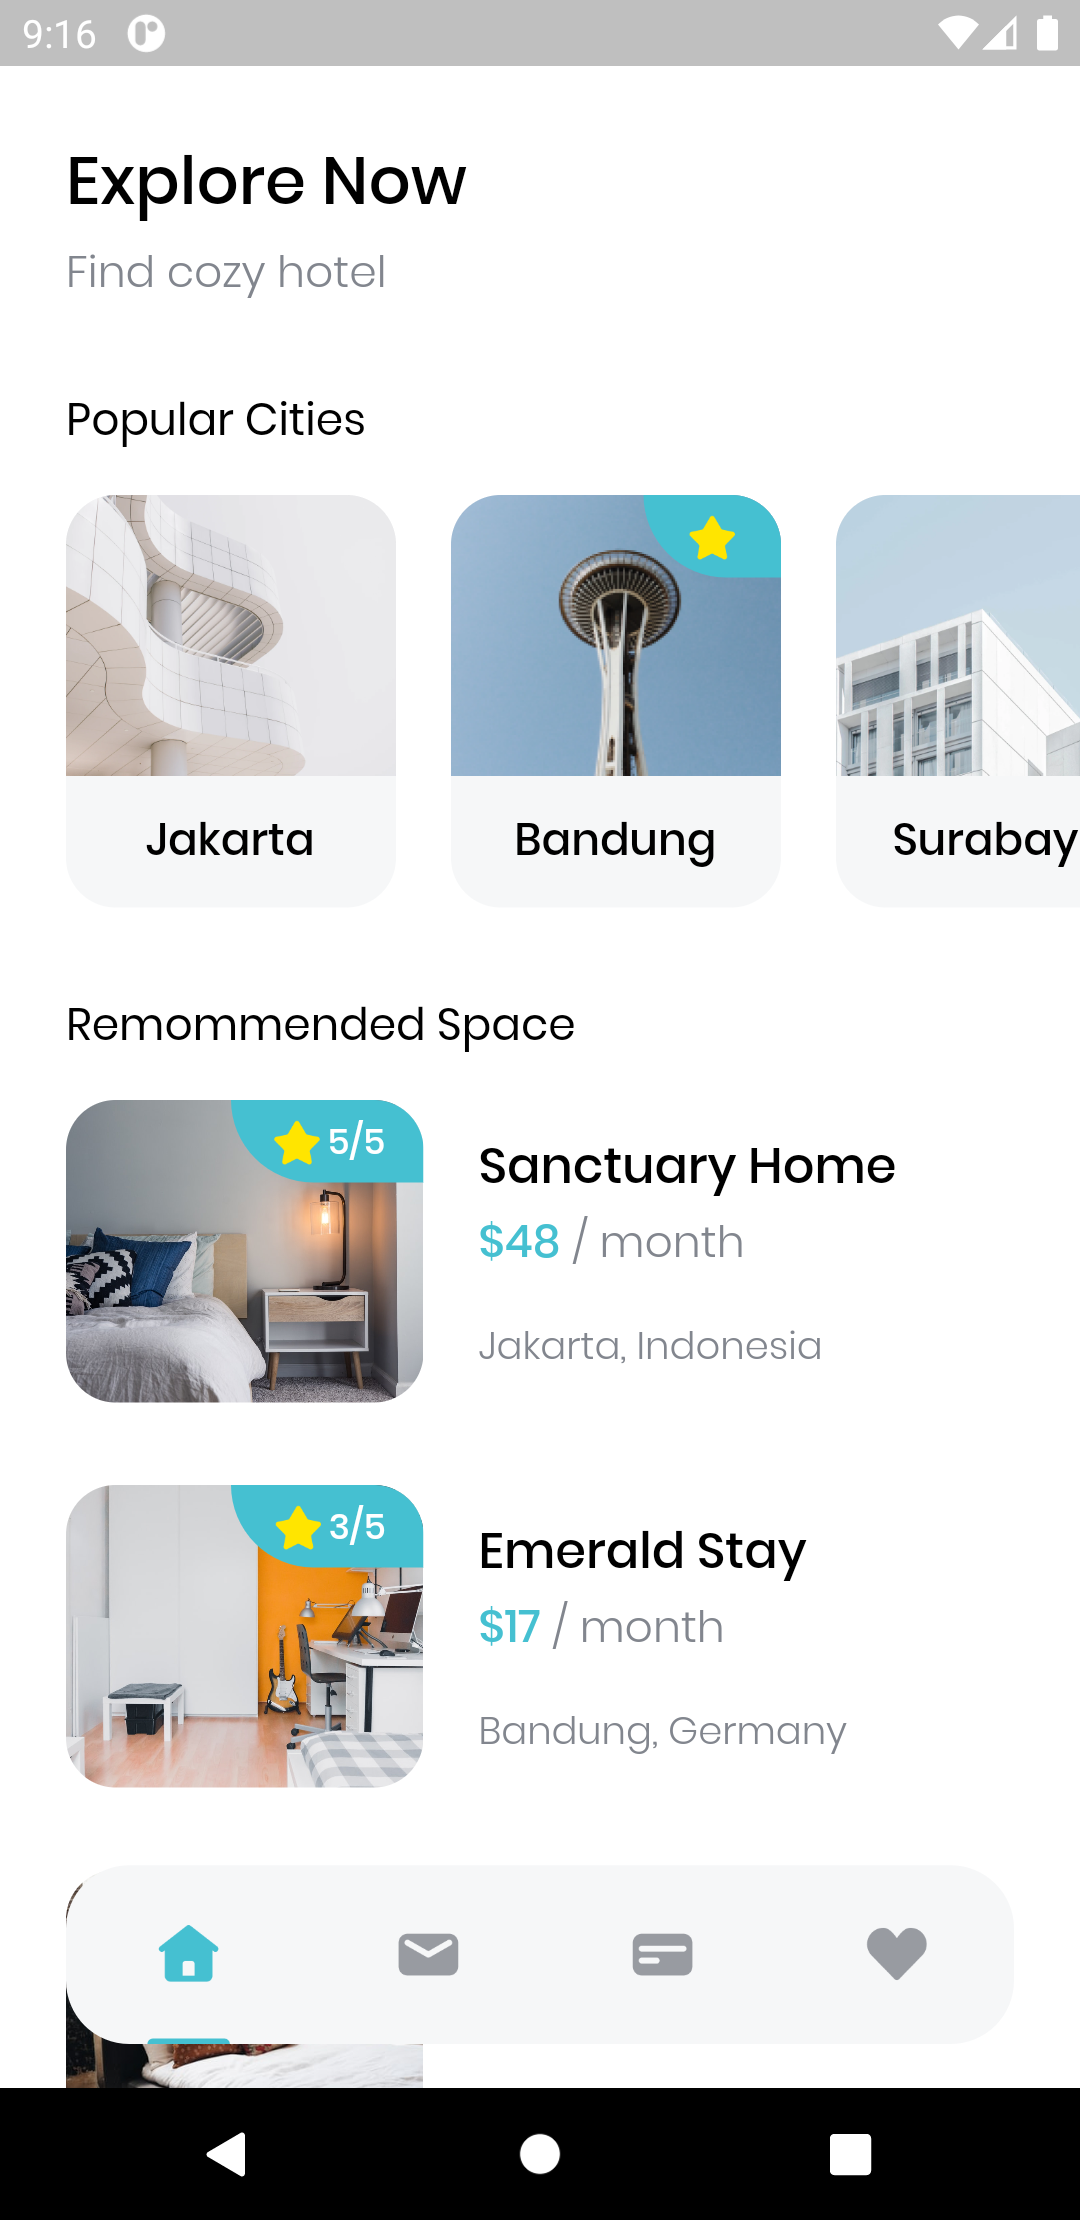 9:16
Explore Now
Find cozy hotel
Popular Cities
Jakarta
Bandung
Surabay
Remommended Space
5/5
Sanctuary Home
$48 / month
Jakarta, Indonesia
3/5
Emerald Stay
$17 / month
Bandung, Germany